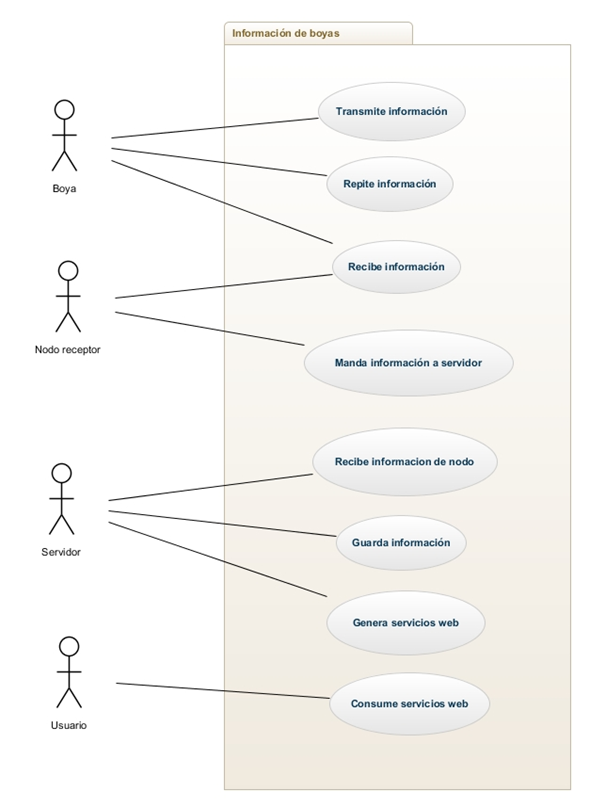 Información de boyas
Transmite información
Repite información
Boya
Recibe información
Nodo receptor
Manda información a servidor
Recibe informacion de nodo
Guarda información
Servidor
Genera servicios web
Consume servicios web
Usuario